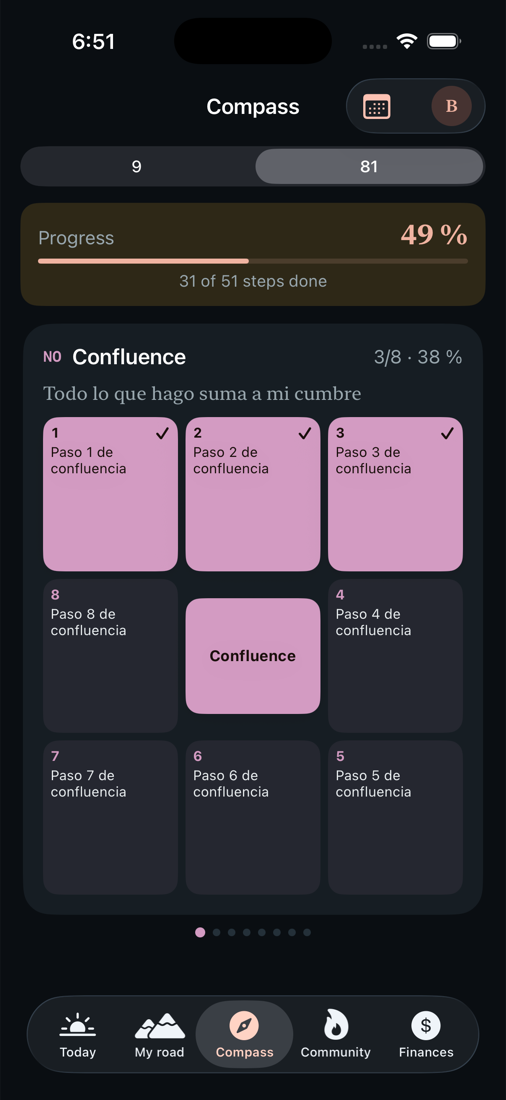 6:51
Compass
B
9
81
Progress
49 %
31 of 51 steps done
NO Confluence
3/8 · 38 %
Todo lo que hago suma a mi cumbre
1
Paso 1 de
confluencia
2
Paso 2 de
confluencia
3
Paso 3 de
confluencia
8
Paso 8 de
confluencia
Confluence
4
Paso 4 de
confluencia
7
Paso 7 de
confluencia
6
Paso 6 de
confluencia
5
Paso 5 de
confluencia
Today
My road
Compass
Community
$
Finances